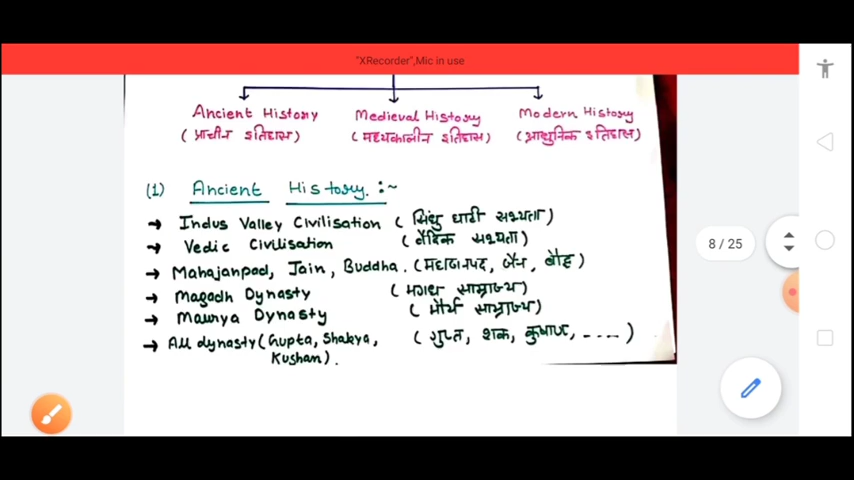 "XRecorder",Mic in use
Ancient History Medieval History Modern History
(प्राचीन इतिहास) (मध्यकालीन इतिहास) (आधुनिक इतिहास)
(1) Ancient History :~
→ Indus Valley Civilisation (सिंधु घाटी सभ्यता)
→ Vedic Civilisation (वैदिक सभ्यता)
→ Mahajanpad, Jain, Buddha. (महाजनपद, जैन, बौद्ध)
→ Magadh Dynasty (मगध साम्राज्य)
→ Maurya Dynasty (मौर्य साम्राज्य)
→ All dynasty (Gupta, Shakya, (गुप्त, शक, कुषाण, ....)
Kushan).
8 / 25